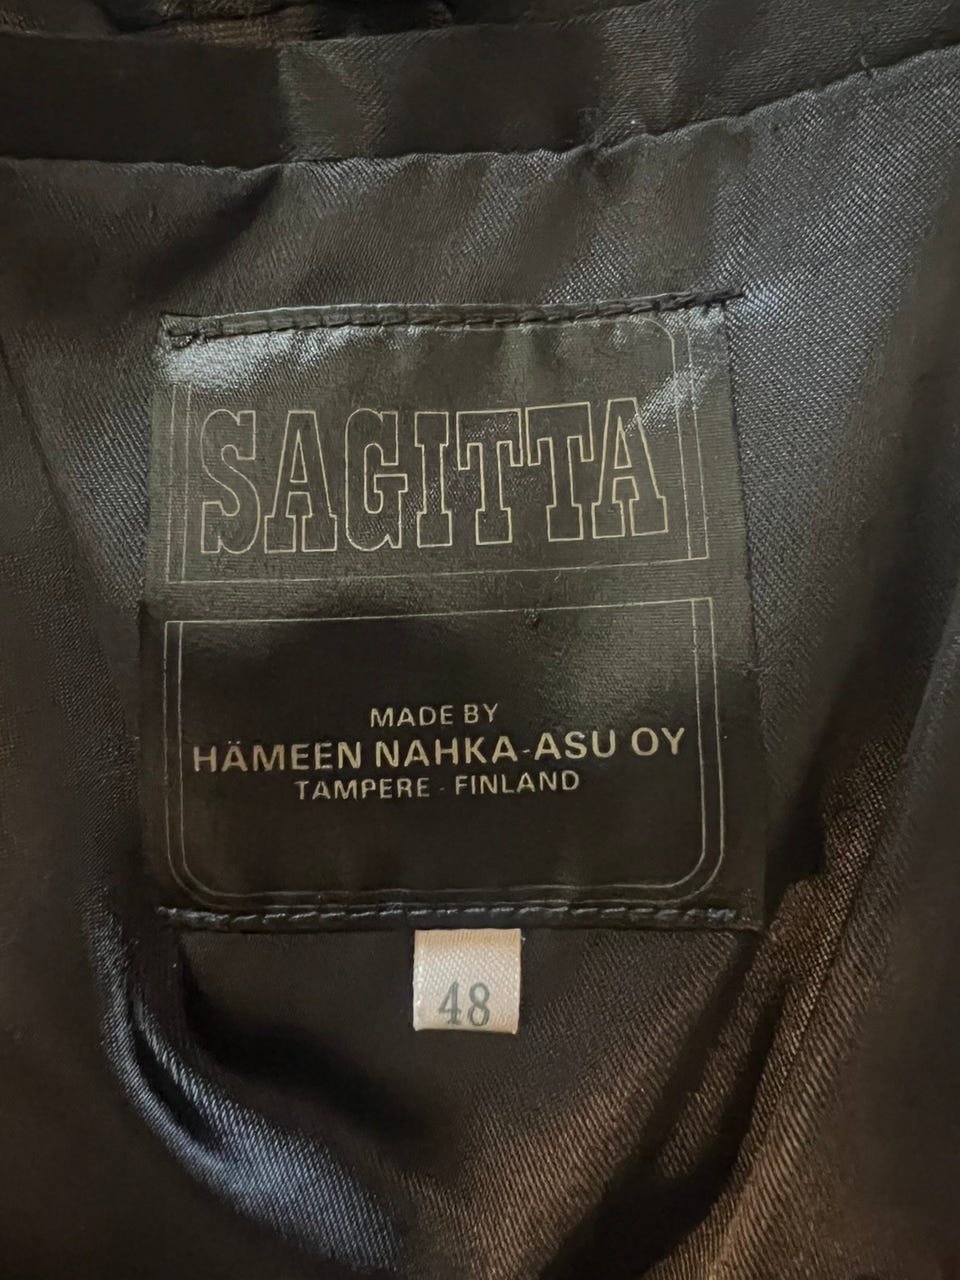 SAGITTA
MADE BY
HÄMEEN NAHKA-ASU OY
TAMPERE - FINLAND
48